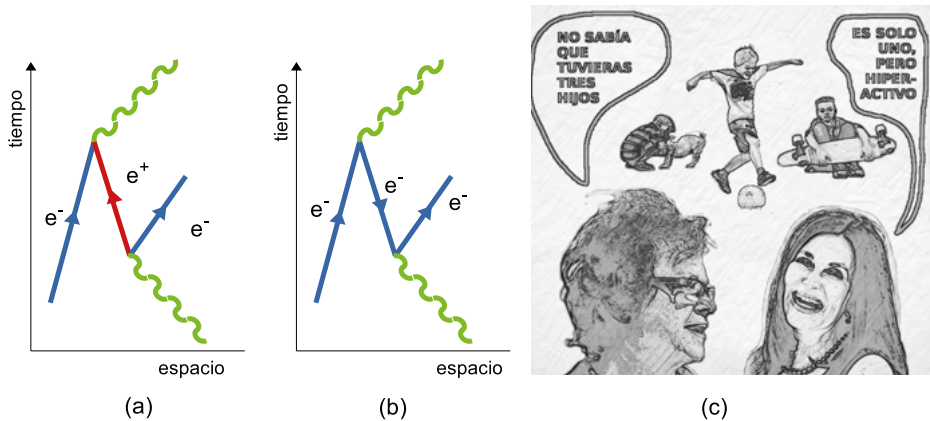 tiempo
e-
e+
e-
espacio
(a)
tiempo
e-
e-
e-
espacio
(b)
NO SABÍA
QUE
TUVIERAS
TRES
HIJOS
ES SOLO
UNO,
PERO
HIPER-
ACTIVO
(c)